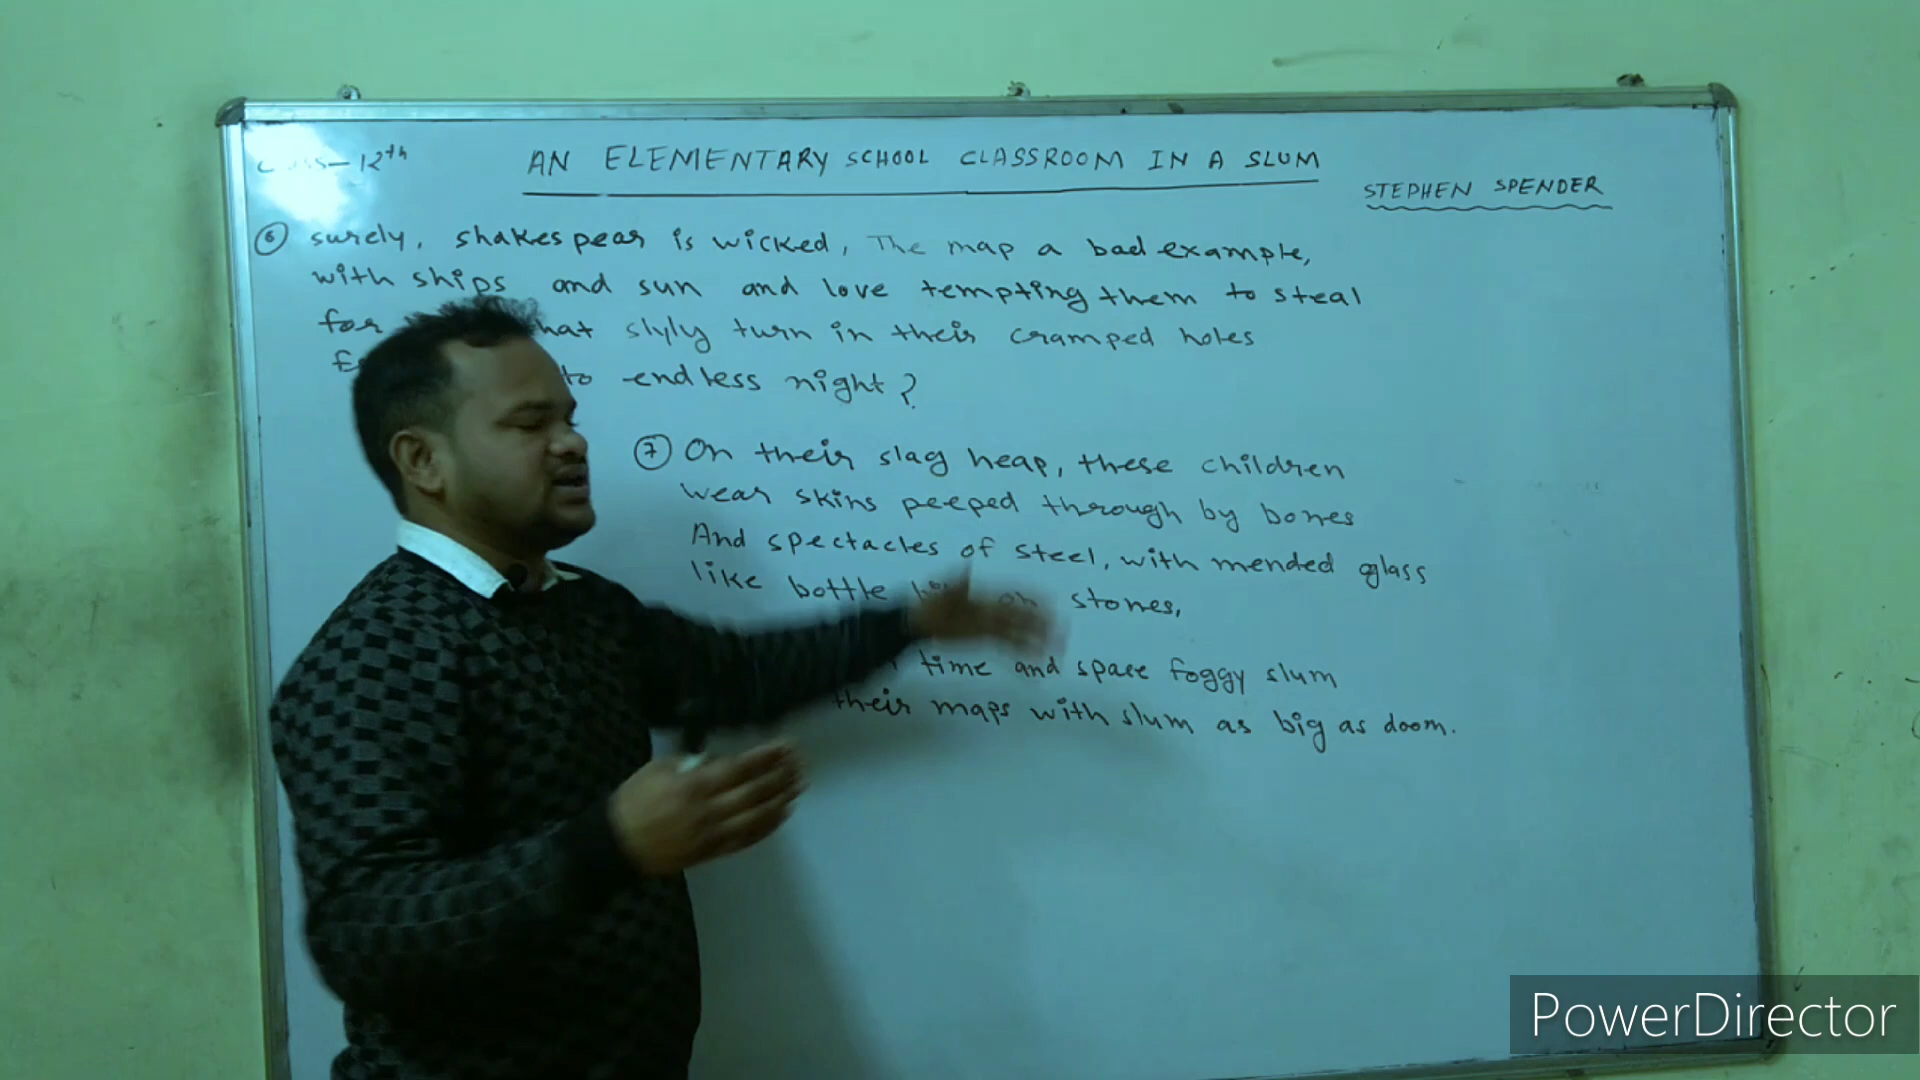 CLASS-12th
AN ELEMENTARY SCHOOL CLASSROOM IN A SLUM
STEPHEN SPENDER
6 surely, shakespear is wicked, The map a bad example,
with ships and sun and love tempting them to steal
for slyly turn in their cramped holes
to endless night?
7 On their slag heap, these children
wear skins peeped through by bones
And spectacles of steel, with mended glass
like bottle on stones,
time and space foggy slum
their maps with slum as big as doom.
PowerDirector